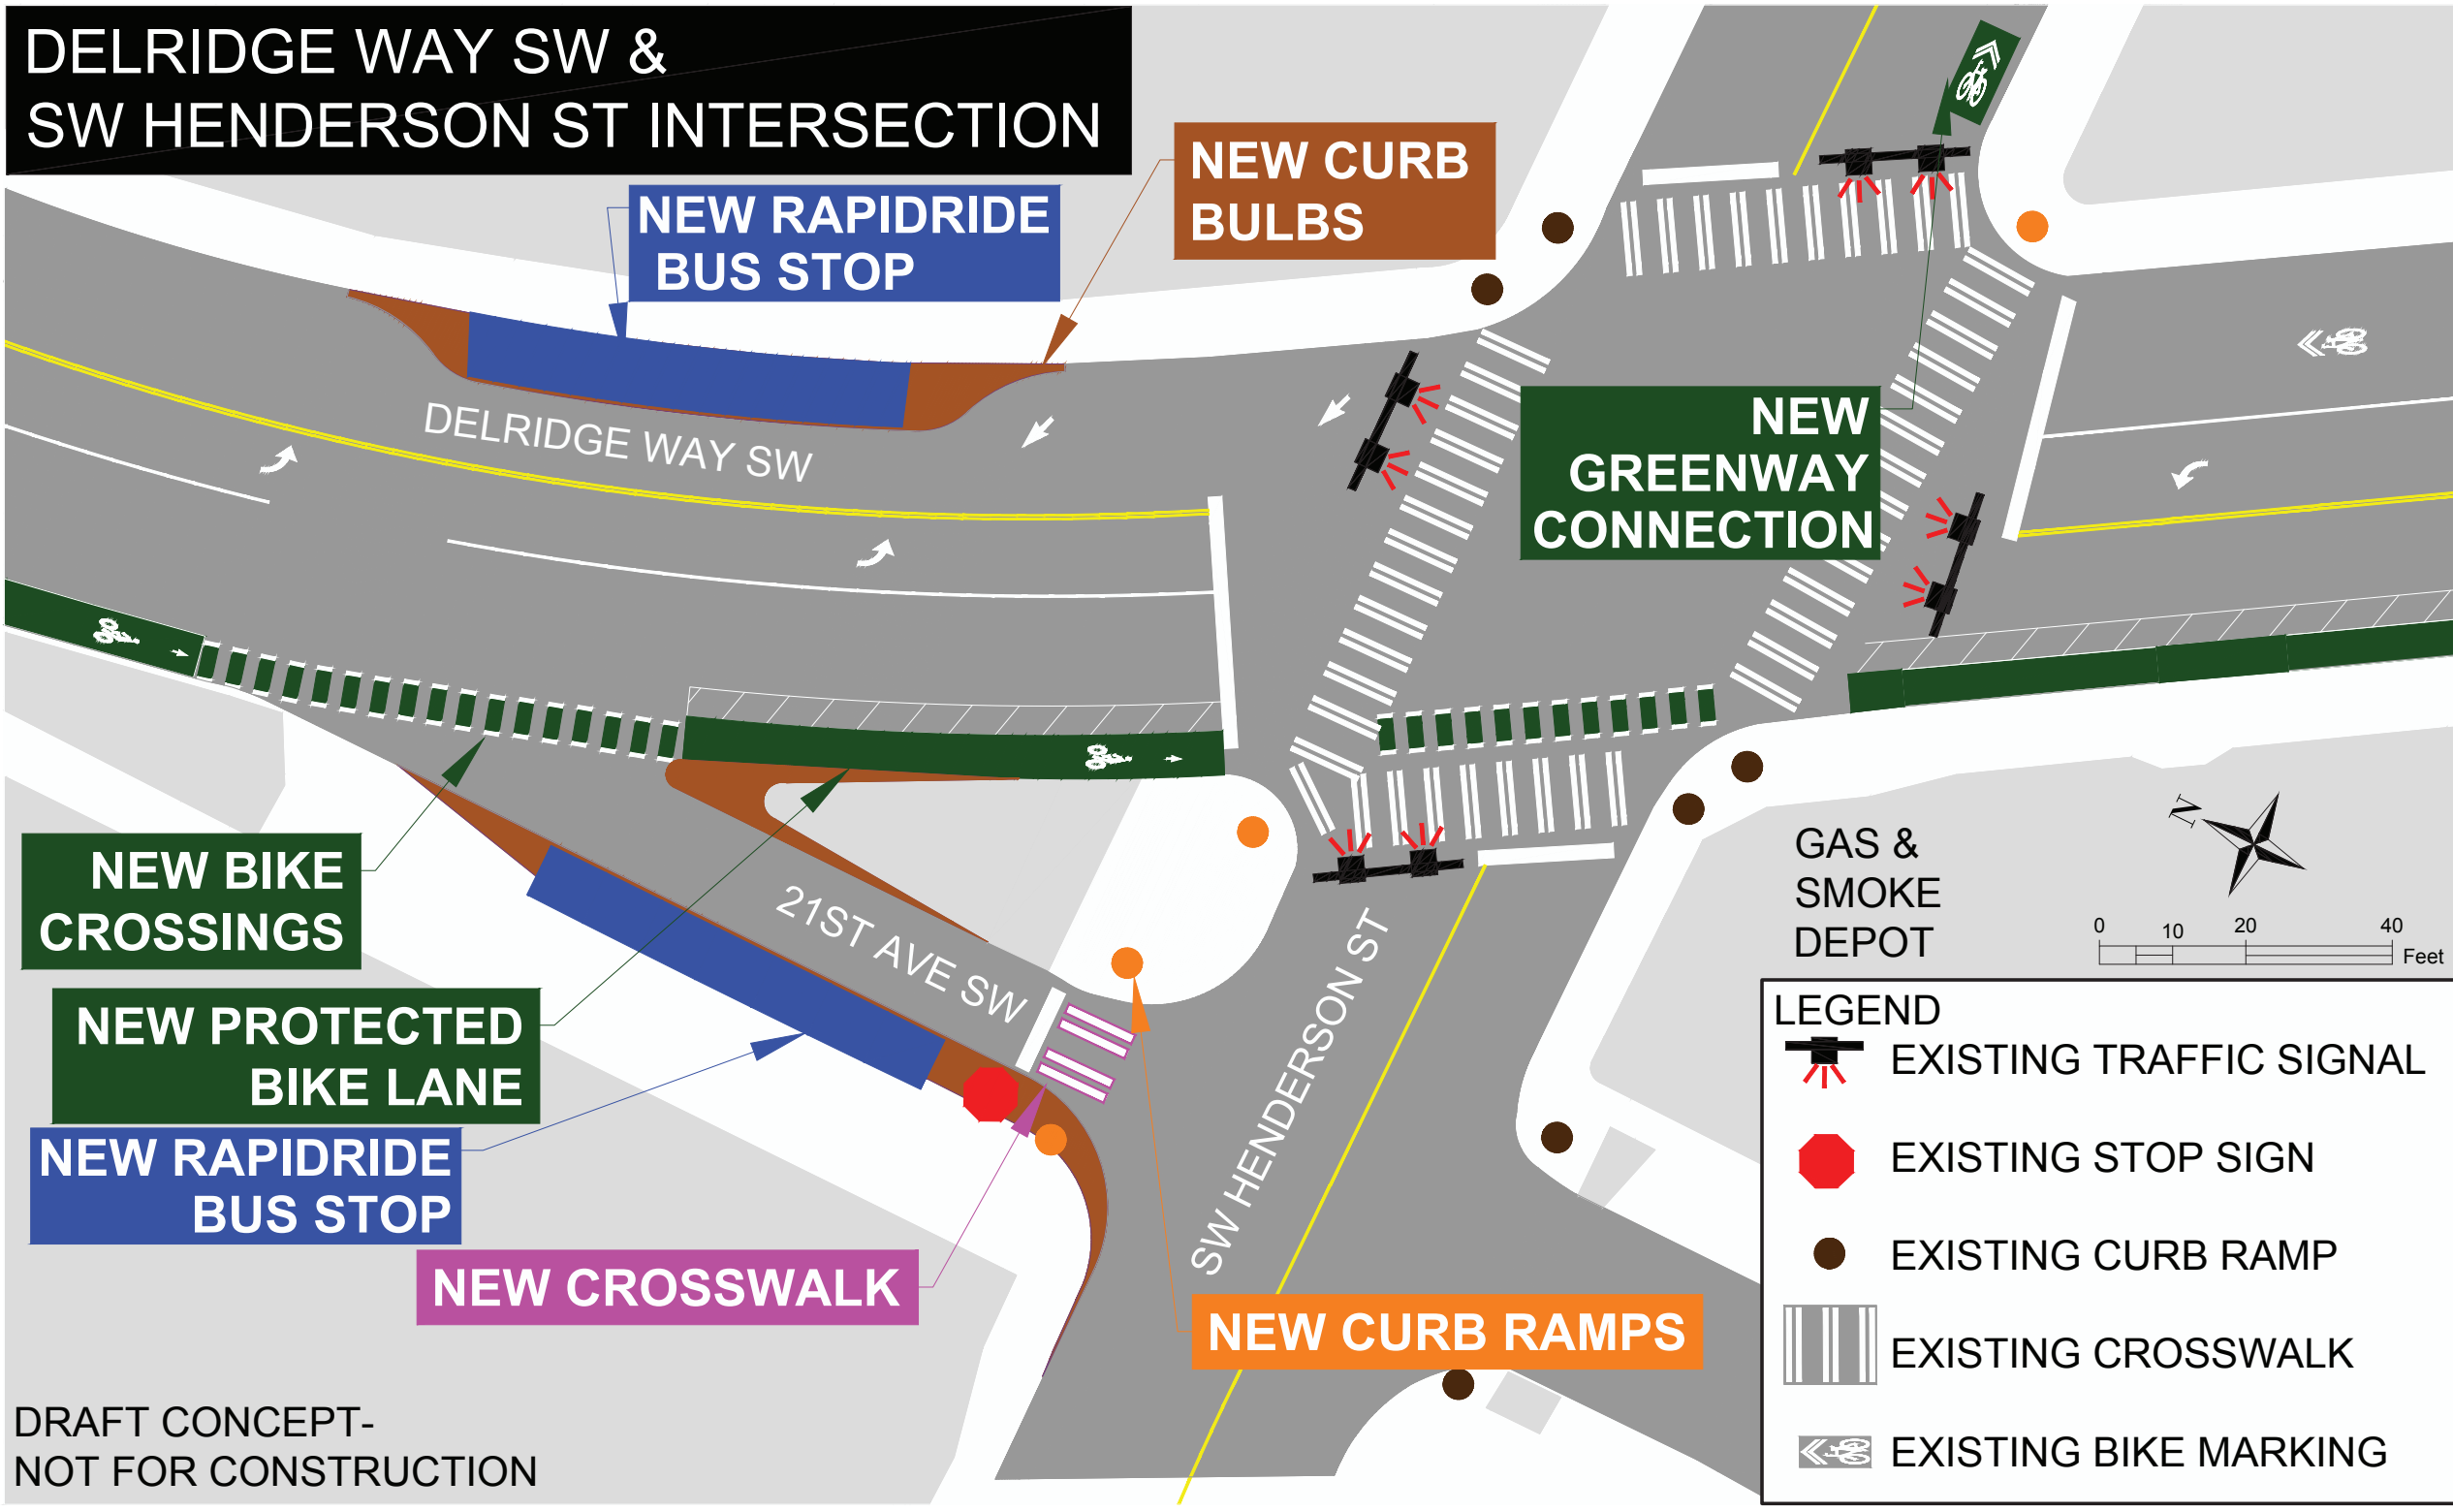 DELRIDGE WAY SW &
SW HENDERSON ST INTERSECTION
NEW RAPIDRIDE
BUS STOP
NEW CURB
BULBS
DELRIDGE WAY SW
NEW
GREENWAY
CONNECTION
NEW BIKE
CROSSINGS
21ST AVE SW
NEW PROTECTED
BIKE LANE
NEW RAPIDRIDE
BUS STOP
NEW CROSSWALK
SW HENDERSON ST
NEW CURB RAMPS
GAS &
SMOKE
DEPOT
N
0 10 20 40
Feet
LEGEND
EXISTING TRAFFIC SIGNAL
EXISTING STOP SIGN
EXISTING CURB RAMP
EXISTING CROSSWALK
EXISTING BIKE MARKING
DRAFT CONCEPT-
NOT FOR CONSTRUCTION